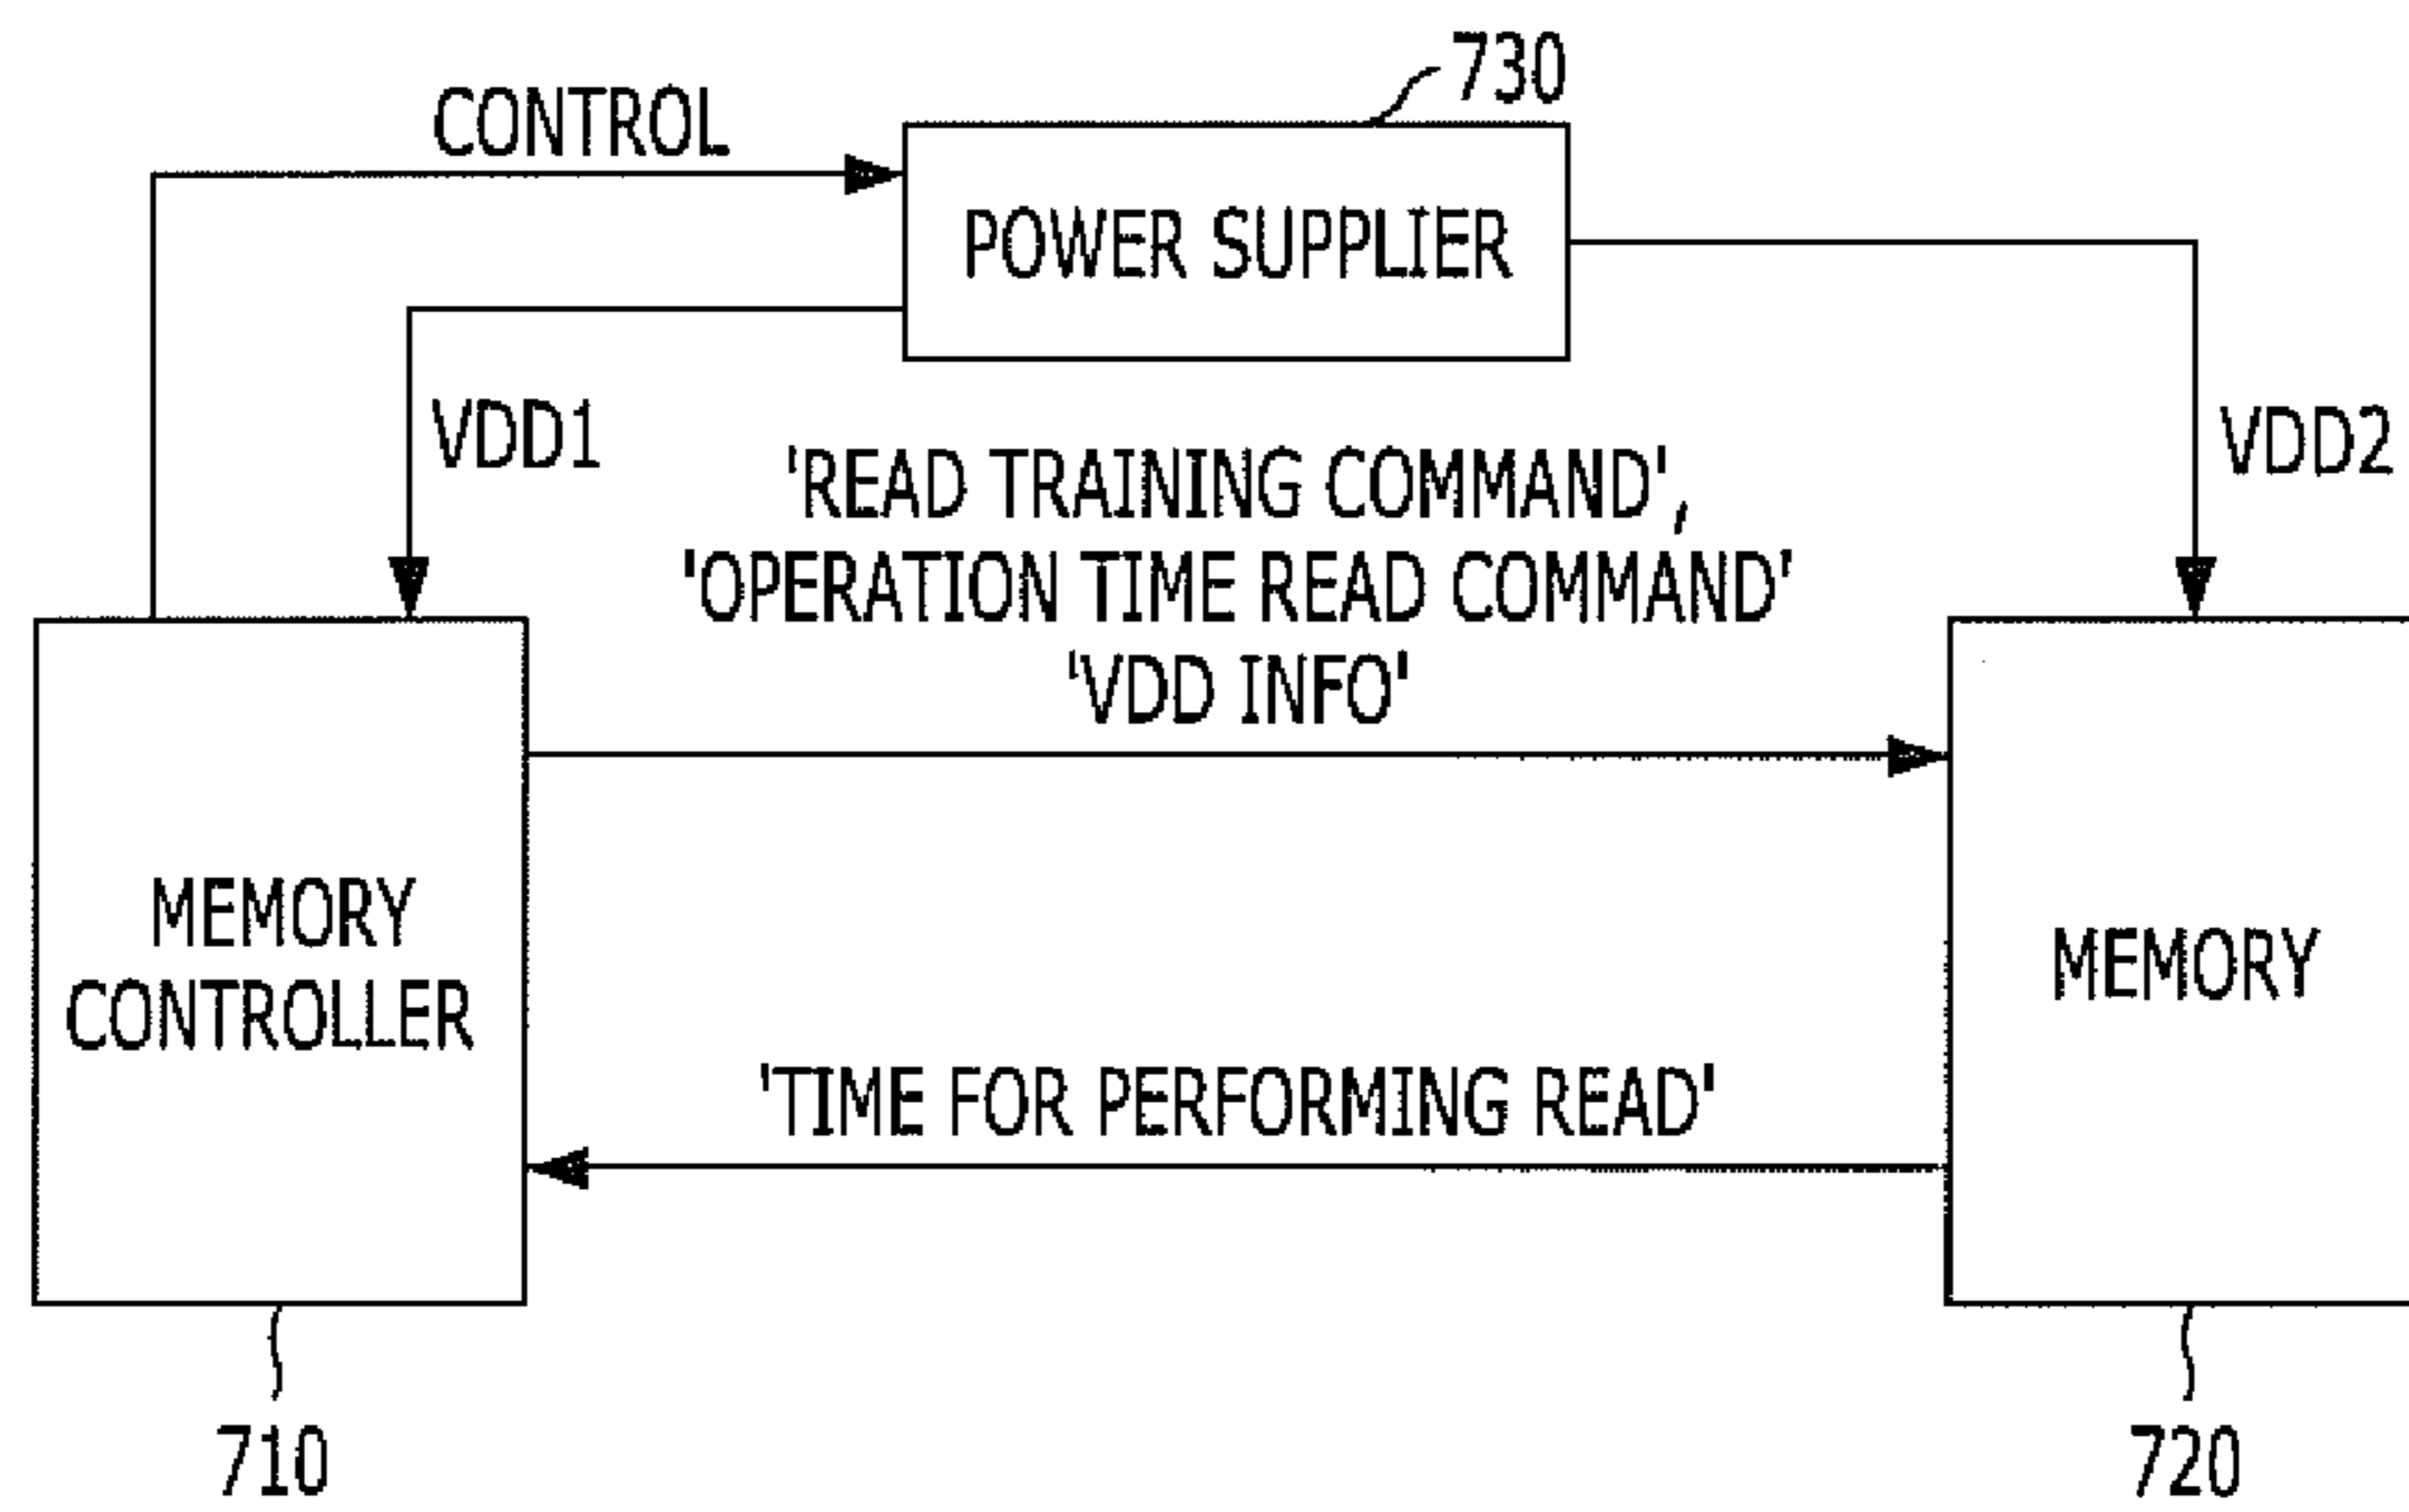 730
CONTROL
POWER SUPPLIER
VDD1
VDD2
'READ TRAINING COMMAND',
'OPERATION TIME READ COMMAND'
'VDD INFO'
MEMORY
CONTROLLER
MEMORY
'TIME FOR PERFORMING READ'
710
720